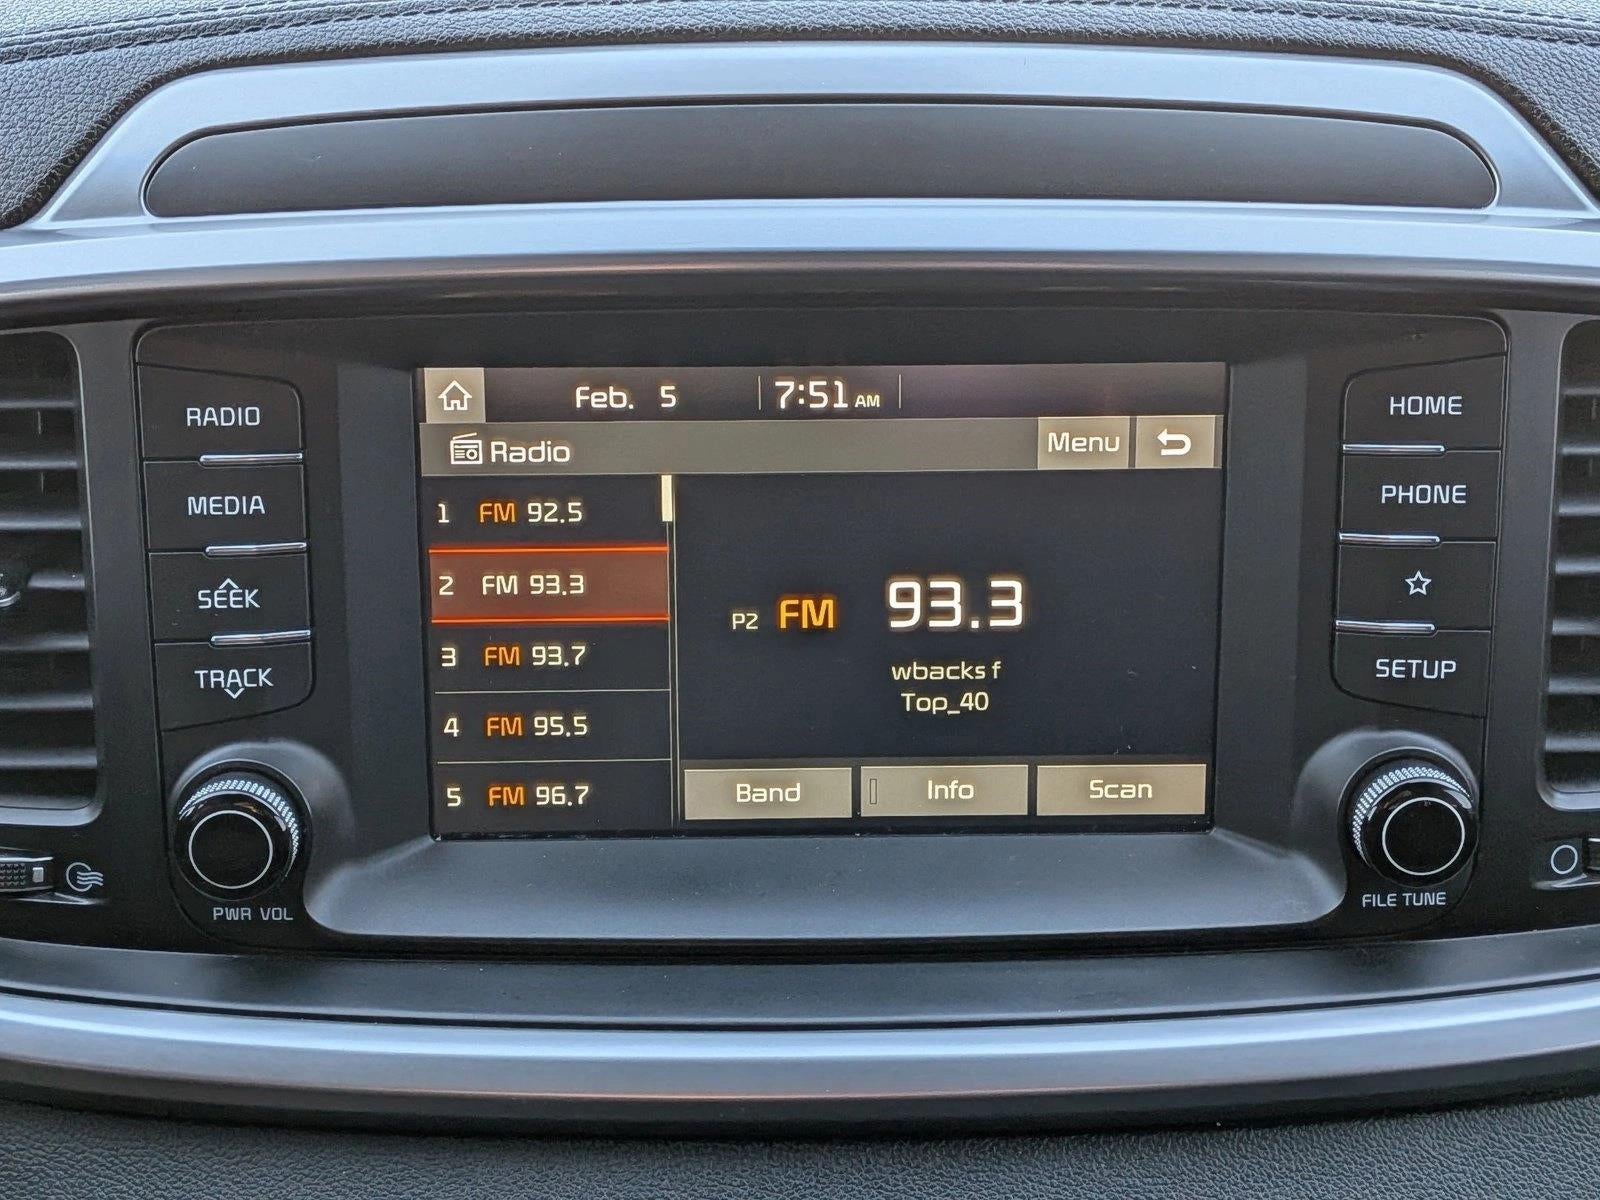 Feb. 5 7:51 AM
Radio Menu
1 FM 92.5
2 FM 93.3
3 FM 93.7
4 FM 95.5
5 FM 96.7
P2 FM 93.3
wbacks f
Top_40
Band Info Scan
RADIO
MEDIA
SEEK
TRACK
PWR VOL
HOME
PHONE
SETUP
FILE TUNE